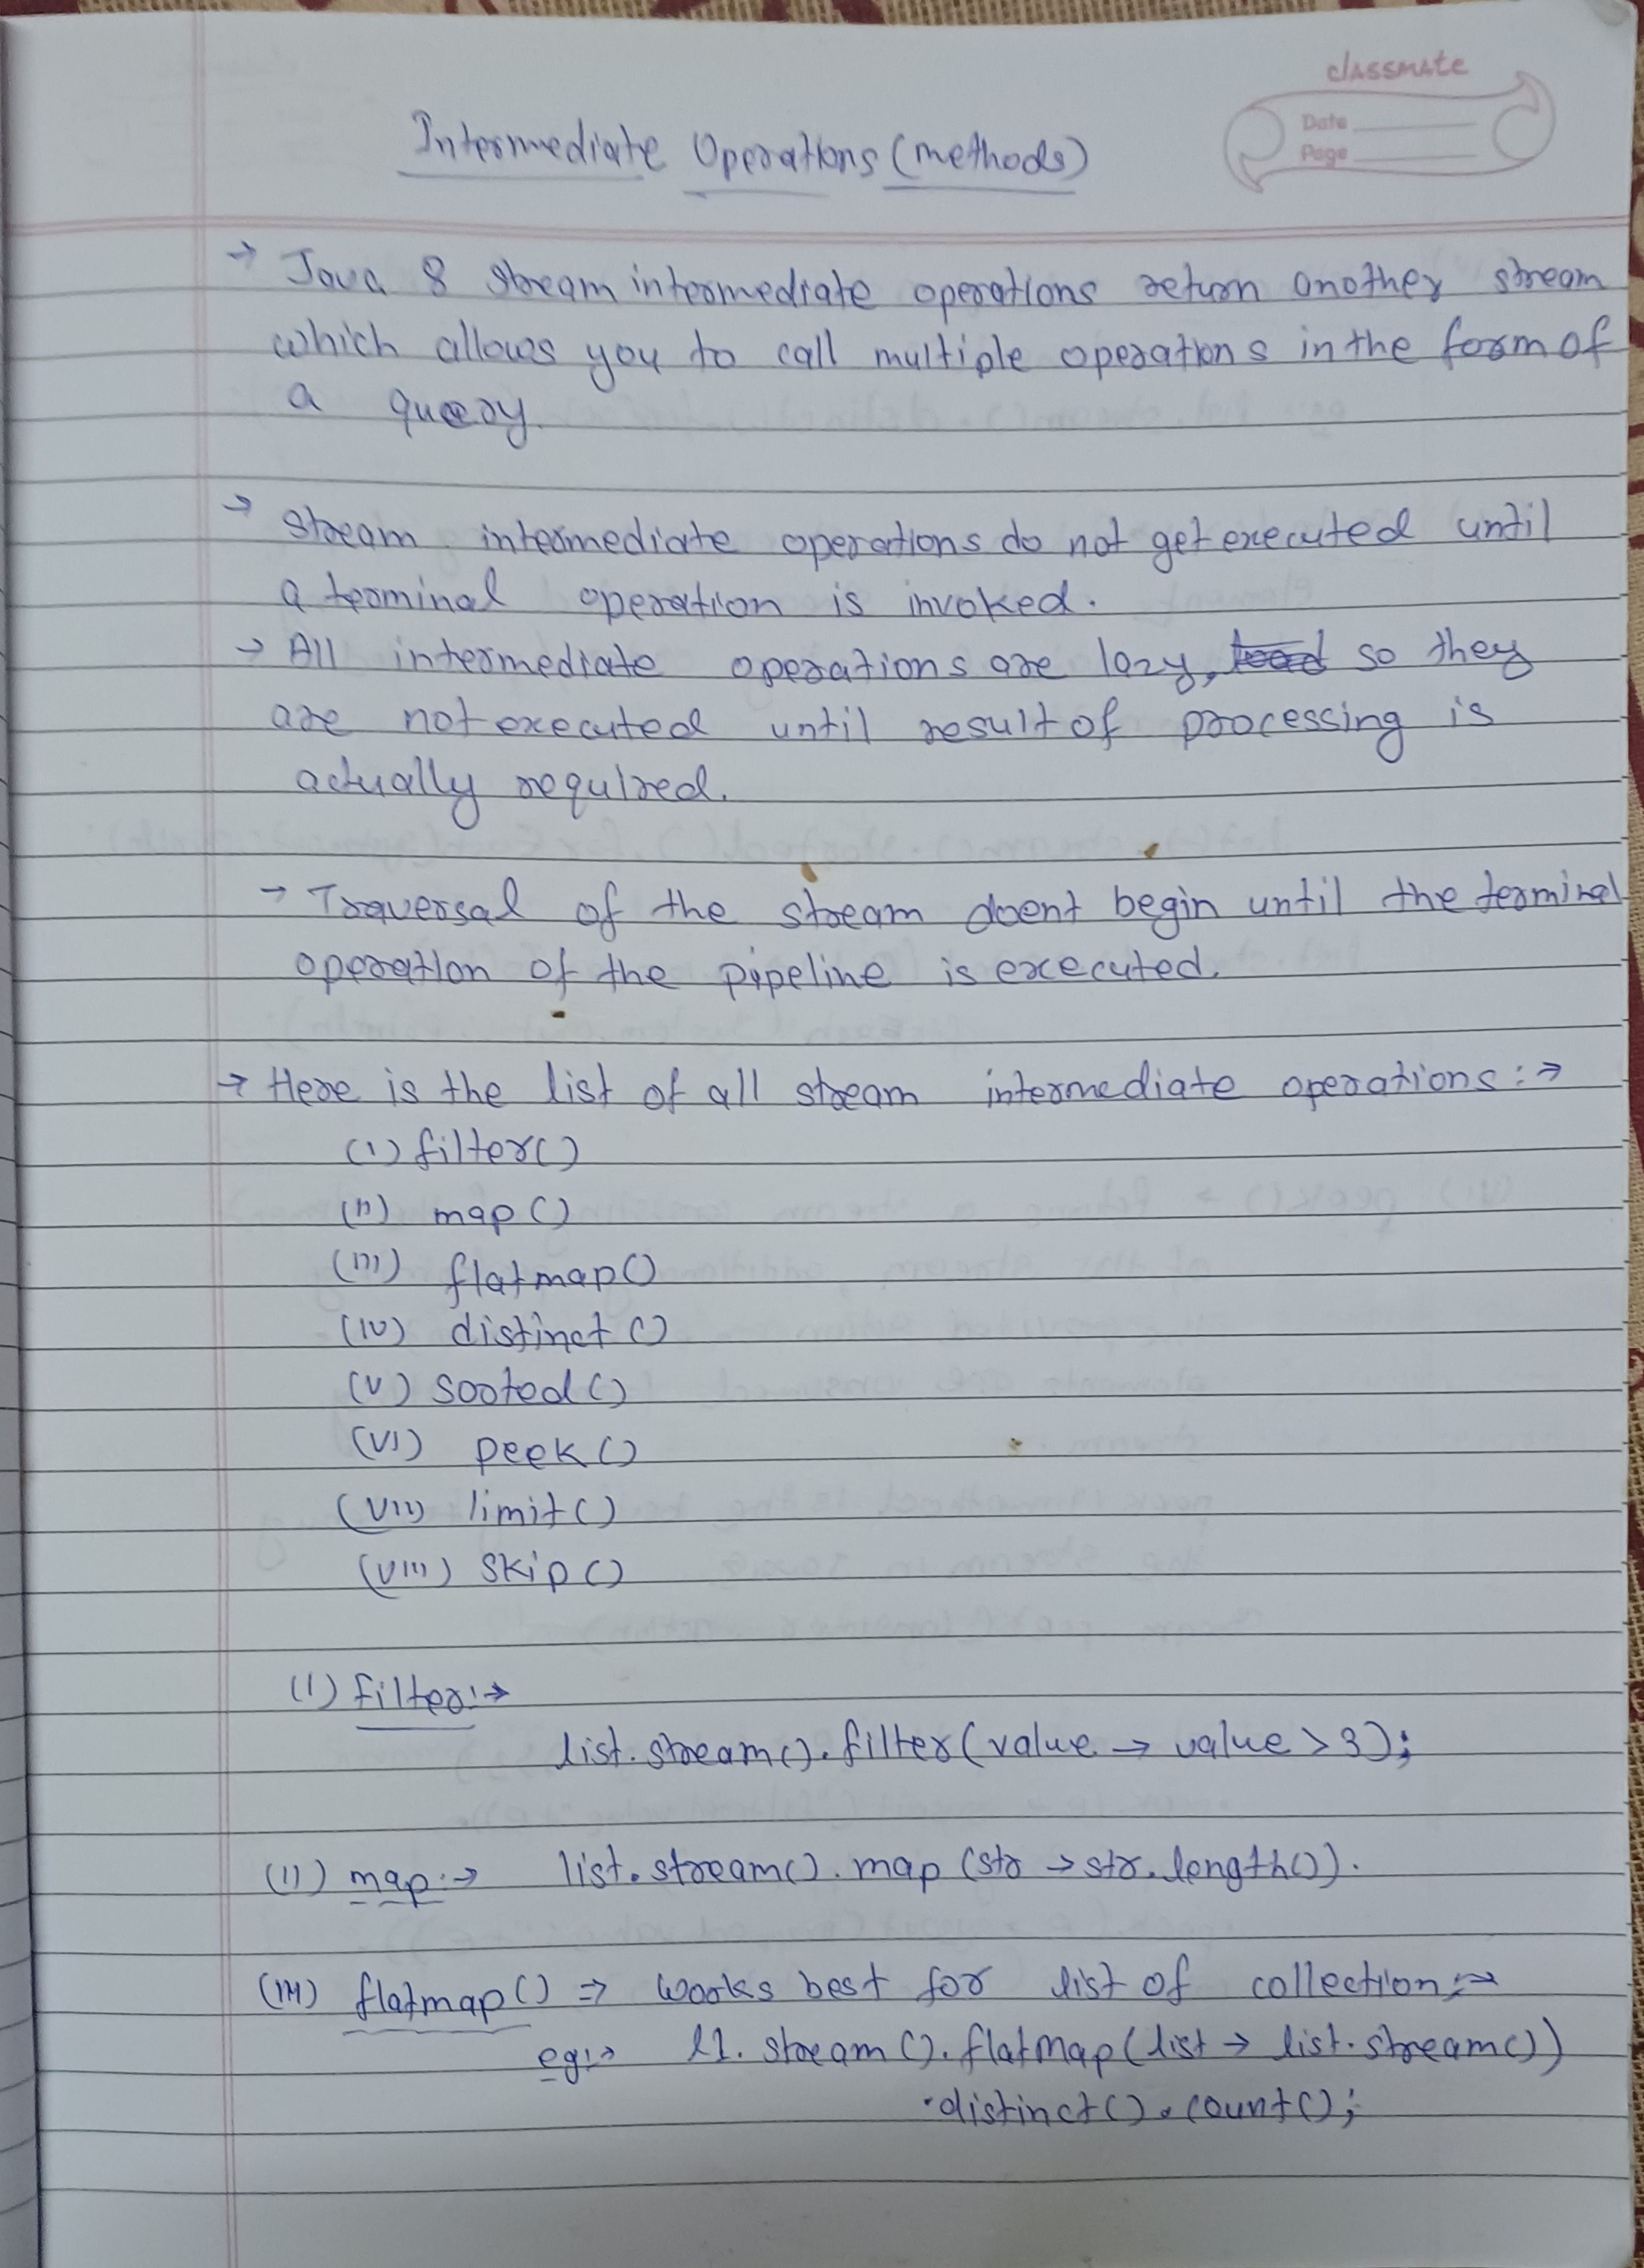 classmate
Date
Page
Intermediate Operations (methods)
→ Java 8 stream intermediate operations return another stream
which allows you to call multiple operations in the form of
a query.
→ stream intermediate operations do not get executed until
a terminal operation is invoked.
→ All intermediate operations are lazy, so they
are not executed until result of processing is
actually required.
→ Traversal of the stream doent begin until the terminal
operation of the pipeline is executed.
→ Here is the list of all stream intermediate operations :→
(i) filter()
(ii) map()
(iii) flatmap()
(iv) distinct()
(v) sorted()
(vi) peek()
(vii) limit()
(viii) skip()
(i) filter:→
list.stream().filter(value → value > 3);
(ii) map:→ list.stream().map(str → str.length()).
(iii) flatmap() ⇒ works best for list of collection:→
eg:→ l1.stream().flatMap(list → list.stream())
.distinct().count();